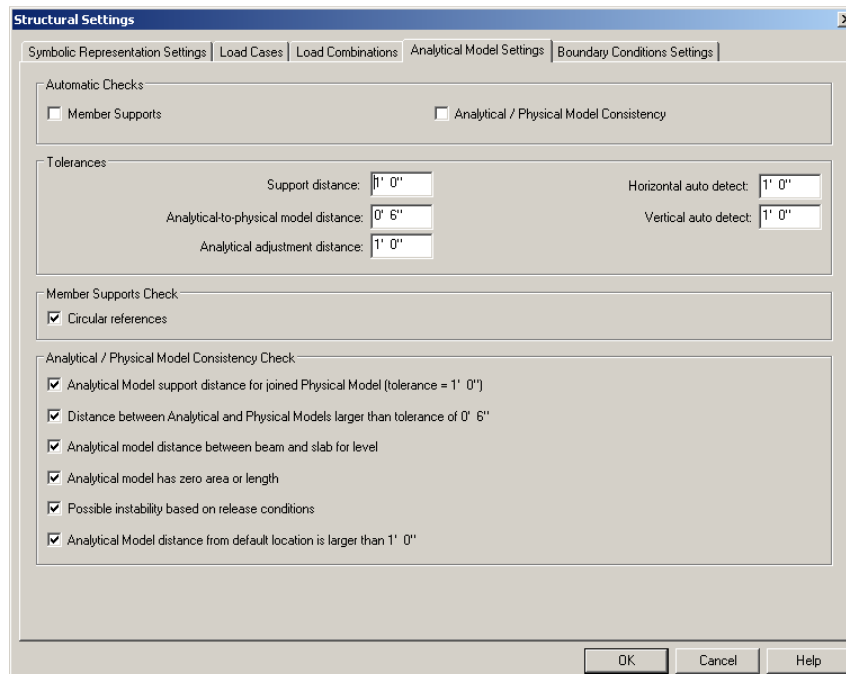 Structural Settings
Symbolic Representation Settings Load Cases Load Combinations Analytical Model Settings Boundary Conditions Settings
Automatic Checks
Member Supports Analytical / Physical Model Consistency
Tolerances
Support distance: 1' 0" Horizontal auto detect: 1' 0"
Analytical-to-physical model distance: 0' 6" Vertical auto detect: 1' 0"
Analytical adjustment distance: 1' 0"
Member Supports Check
Circular references
Analytical / Physical Model Consistency Check
Analytical Model support distance for joined Physical Model (tolerance = 1' 0")
Distance between Analytical and Physical Models larger than tolerance of 0' 6"
Analytical model distance between beam and slab for level
Analytical model has zero area or length
Possible instability based on release conditions
Analytical Model distance from default location is larger than 1' 0"
OK Cancel Help